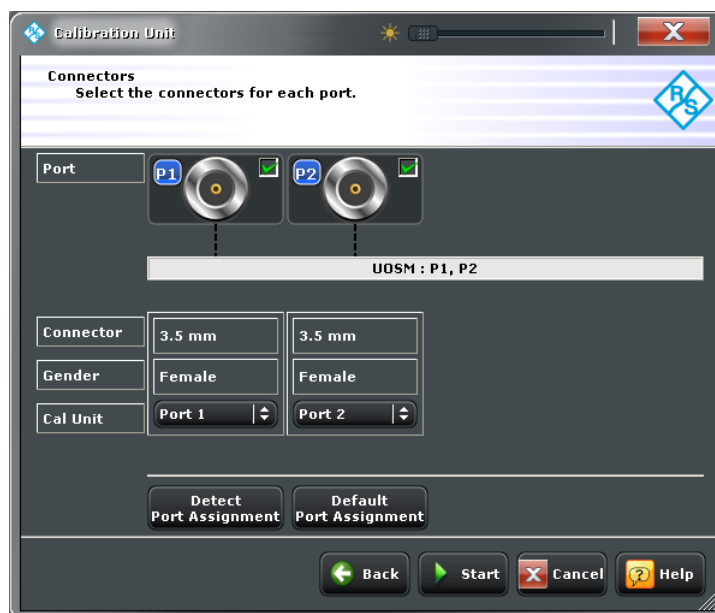 Calibration Unit
Connectors
Select the connectors for each port.
R/S
Port
P1
P2
UOSM : P1, P2
Connector
3.5 mm
3.5 mm
Gender
Female
Female
Cal Unit
Port 1
Port 2
Detect
Port Assignment
Default
Port Assignment
Back
Start
Cancel
Help